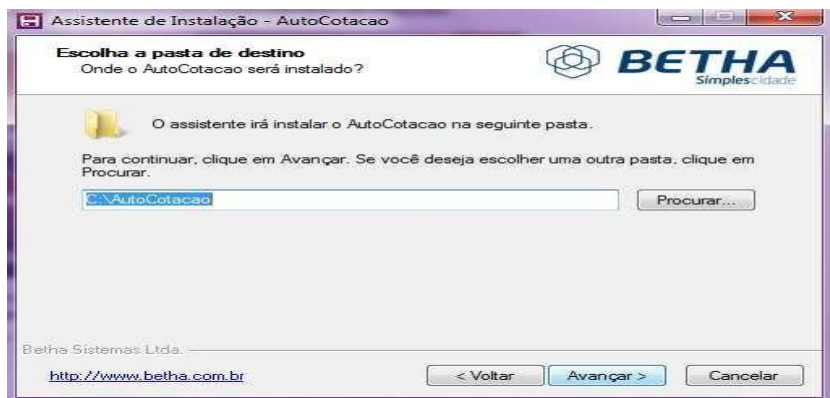 Assistente de Instalação - AutoCotacao
Escolha a pasta de destino
Onde o AutoCotacao será instalado?
BETHA
Simplescidade
O assistente irá instalar o AutoCotacao na seguinte pasta.
Para continuar, clique em Avançar. Se você deseja escolher uma outra pasta, clique em
Procurar.
C:\AutoCotacao
Procurar...
Betha Sistemas Ltda.
http://www.betha.com.br
< Voltar
Avançar >
Cancelar